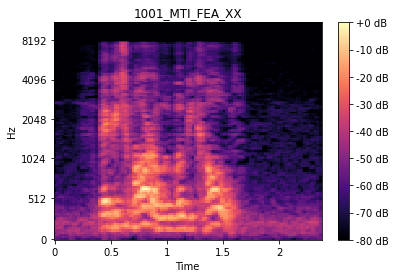 1001_MTI_FEA_XX
+0 dB
8192
-10 dB
4096
-20 dB
-30 dB
2048
Hz
-40 dB
1024
-50 dB
512
-60 dB
-70 dB
0
-80 dB
0 0.5 1 1.5 2
Time